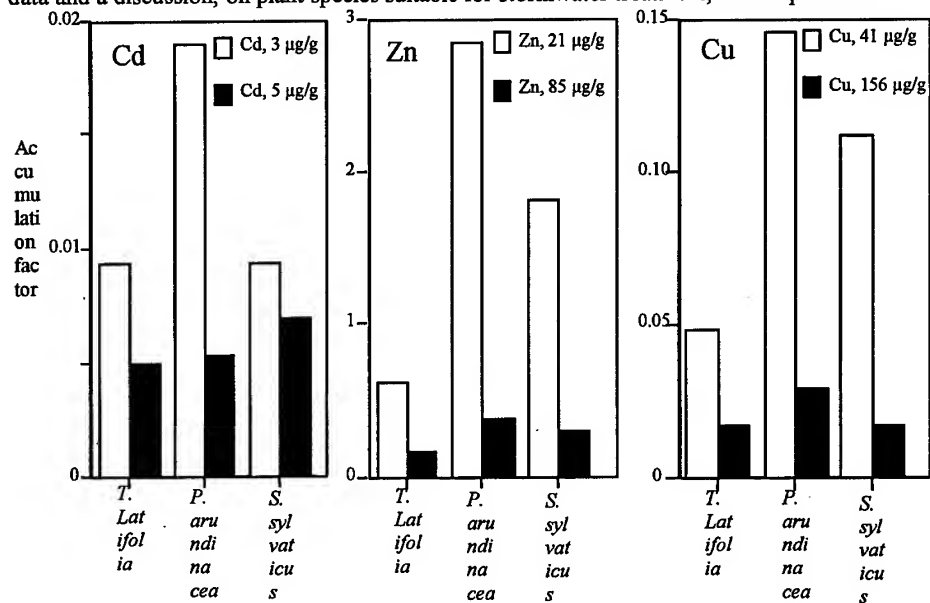 data and a discussion, on plant species suitable for stormwater
Ac
cu
mu
lati
on
fac
tor
0.02
0.01
0
Cd
Cd, 3 µg/g
Cd, 5 µg/g
T.
Lat
ifol
ia
P.
aru
ndi
na
cea
S.
syl
vat
icu
s
3
2
1
0
Zn
Zn, 21 µg/g
Zn, 85 µg/g
T.
Lat
ifol
ia
P.
aru
ndi
na
cea
S.
syl
vat
icu
s
0.15
0.10
0.05
0
Cu
Cu, 41 µg/g
Cu, 156 µg/g
T.
Lat
ifol
ia
P.
aru
ndi
na
cea
S.
syl
vat
icu
s